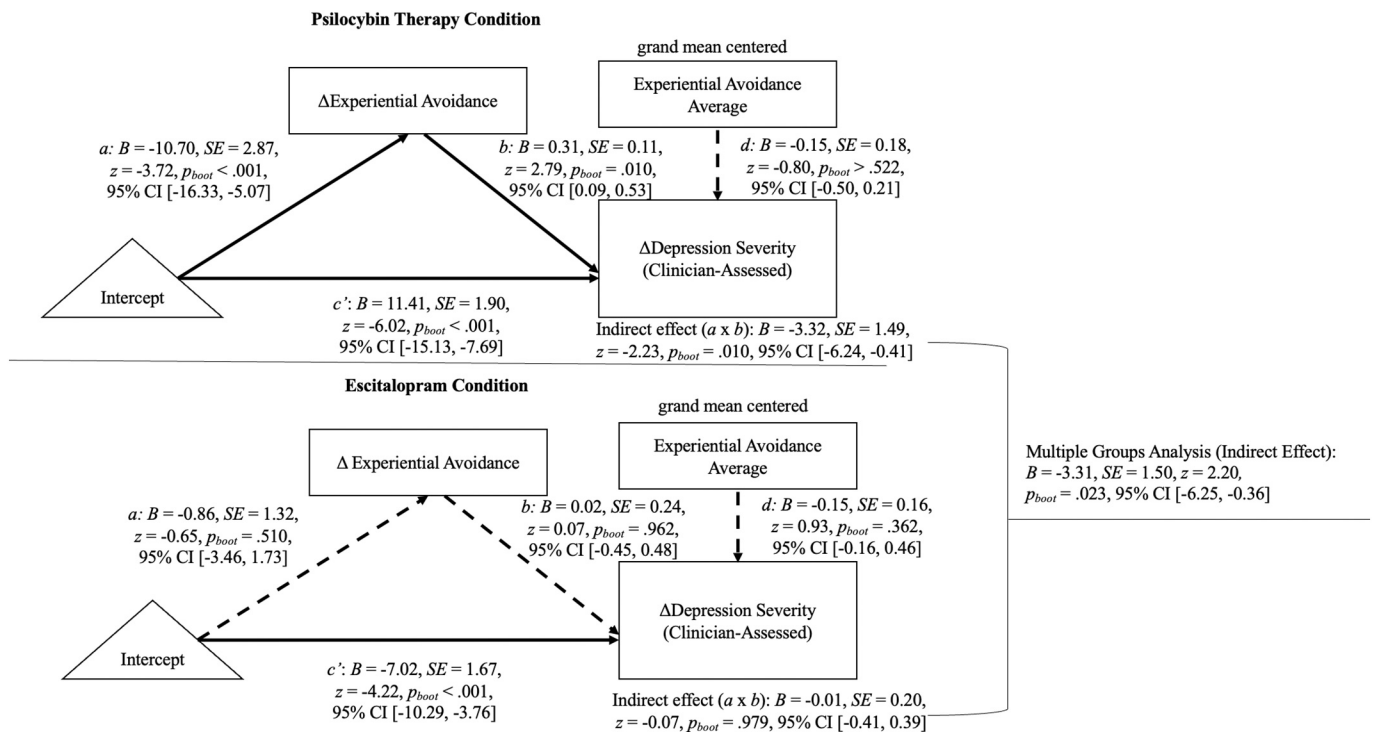 Psilocybin Therapy Condition
grand mean centered
ΔExperiential Avoidance
Experiential Avoidance
Average
a: B = -10.70, SE = 2.87,
z = -3.72, pboot < .001,
95% CI [-16.33, -5.07]
b: B = 0.31, SE = 0.11,
z = 2.79, pboot = .010,
95% CI [0.09, 0.53]
d: B = -0.15, SE = 0.18,
z = -0.80, pboot > .522,
95% CI [-0.50, 0.21]
ΔDepression Severity
(Clinician-Assessed)
Intercept
c’: B = 11.41, SE = 1.90,
z = -6.02, pboot < .001,
95% CI [-15.13, -7.69]
Indirect effect (a x b): B = -3.32, SE = 1.49,
z = -2.23, pboot = .010, 95% CI [-6.24, -0.41]
Escitalopram Condition
grand mean centered
Δ Experiential Avoidance
Experiential Avoidance
Average
a: B = -0.86, SE = 1.32,
z = -0.65, pboot = .510,
95% CI [-3.46, 1.73]
b: B = 0.02, SE = 0.24,
z = 0.07, pboot = .962,
95% CI [-0.45, 0.48]
d: B = -0.15, SE = 0.16,
z = 0.93, pboot = .362,
95% CI [-0.16, 0.46]
ΔDepression Severity
(Clinician-Assessed)
Intercept
c’: B = -7.02, SE = 1.67,
z = -4.22, pboot < .001,
95% CI [-10.29, -3.76]
Indirect effect (a x b): B = -0.01, SE = 0.20,
z = -0.07, pboot = .979, 95% CI [-0.41, 0.39]
Multiple Groups Analysis (Indirect Effect):
B = -3.31, SE = 1.50, z = 2.20,
pboot = .023, 95% CI [-6.25, -0.36]